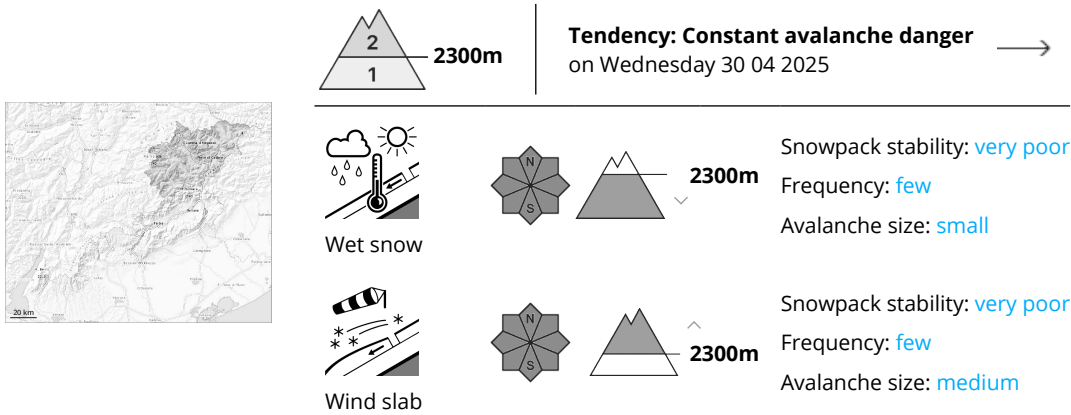 2
1
2300m
Tendency: Constant avalanche danger
on Wednesday 30 04 2025
20 km
Wet snow
N
S
2300m
Snowpack stability: very poor
Frequency: few
Avalanche size: small
Wind slab
N
S
2300m
Snowpack stability: very poor
Frequency: few
Avalanche size: medium